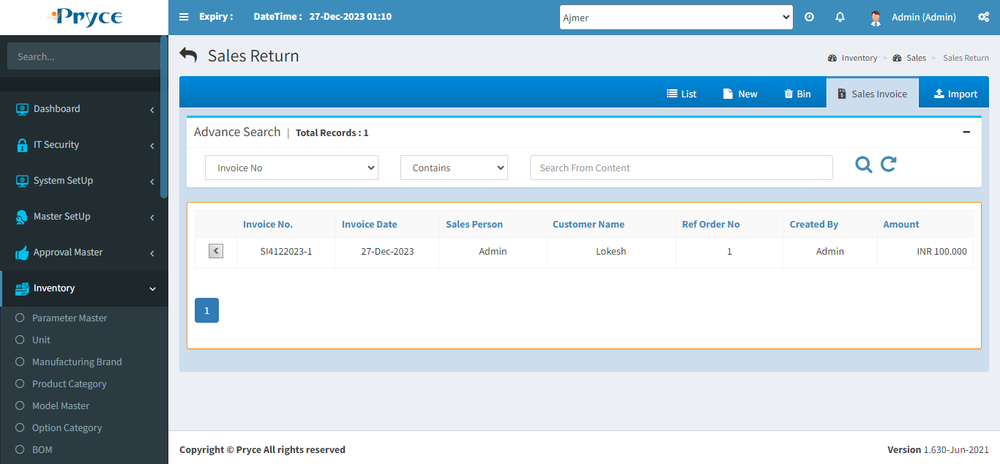 Pryce
Expiry : DateTime : 27-Dec-2023 01:10 Ajmer Admin (Admin)
Search...
Dashboard
IT Security
System SetUp
Master SetUp
Approval Master
Inventory
Parameter Master
Unit
Manufacturing Brand
Product Category
Model Master
Option Category
BOM
Sales Return
Inventory > Sales > Sales Return
List New Bin Sales Invoice Import
Advance Search | Total Records : 1
Invoice No Contains Search From Content
Invoice No. Invoice Date Sales Person Customer Name Ref Order No Created By Amount
SI4122023-1 27-Dec-2023 Admin Lokesh 1 Admin INR 100.000
1
Copyright © Pryce All rights reserved Version 1.630-Jun-2021